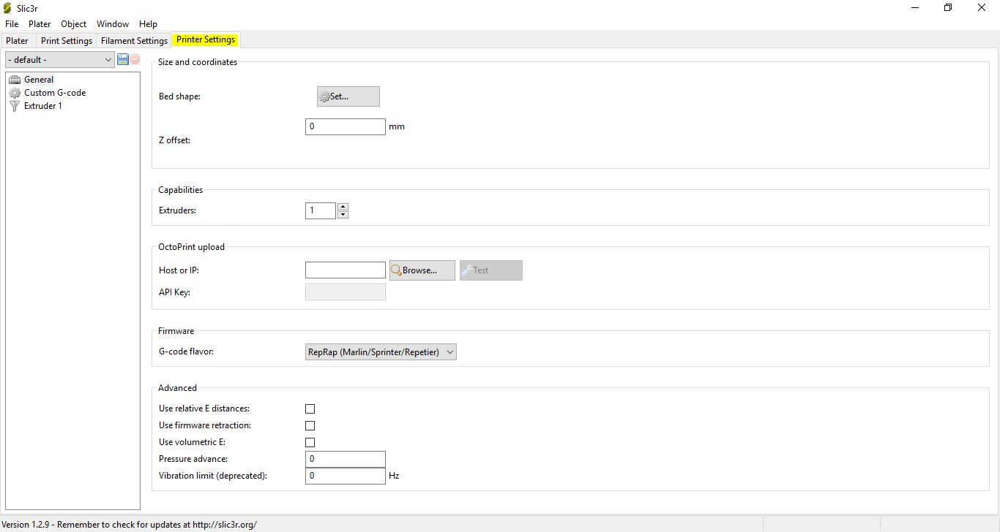 Slic3r
File Plater Object Window Help
Plater Print Settings Filament Settings Printer Settings
- default -
General
Custom G-code
Extruder 1
Size and coordinates
Bed shape: Set...
0 mm
Z offset:
Capabilities
Extruders: 1
OctoPrint upload
Host or IP: Browse... Test
API Key:
Firmware
G-code flavor: RepRap (Marlin/Sprinter/Repetier)
Advanced
Use relative E distances:
Use firmware retraction:
Use volumetric E:
Pressure advance: 0
Vibration limit (deprecated): 0 Hz
Version 1.2.9 - Remember to check for updates at http://slic3r.org/